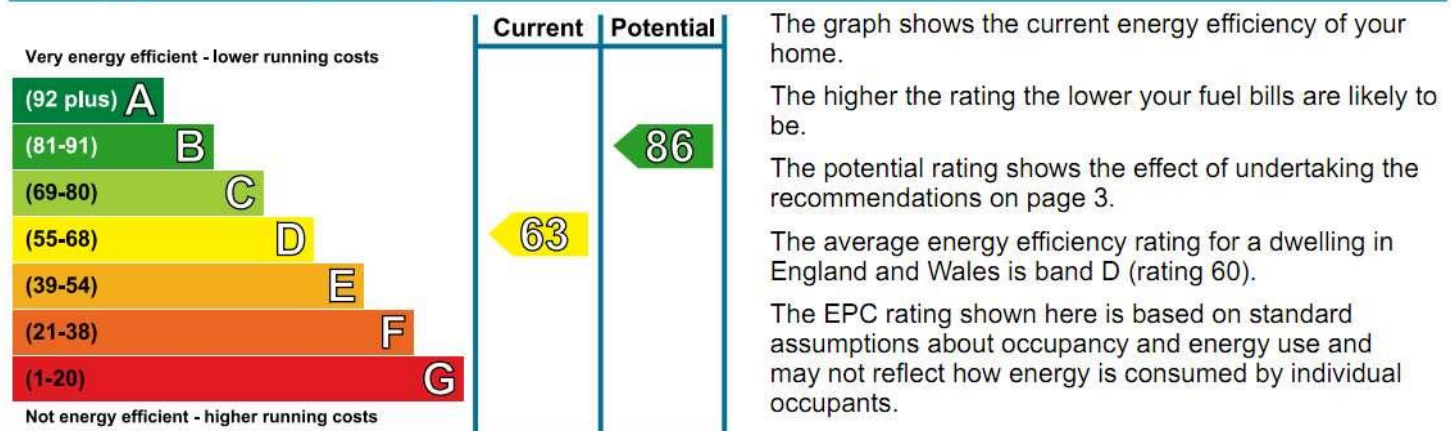 Current Potential
Very energy efficient - lower running costs
(92 plus) A
(81-91) B
86
(69-80) C
(55-68) D
63
(39-54) E
(21-38) F
(1-20) G
Not energy efficient - higher running costs
The graph shows the current energy efficiency of your
home.
The higher the rating the lower your fuel bills are likely to
be.
The potential rating shows the effect of undertaking the
recommendations on page 3.
The average energy efficiency rating for a dwelling in
England and Wales is band D (rating 60).
The EPC rating shown here is based on standard
assumptions about occupancy and energy use and
may not reflect how energy is consumed by individual
occupants.